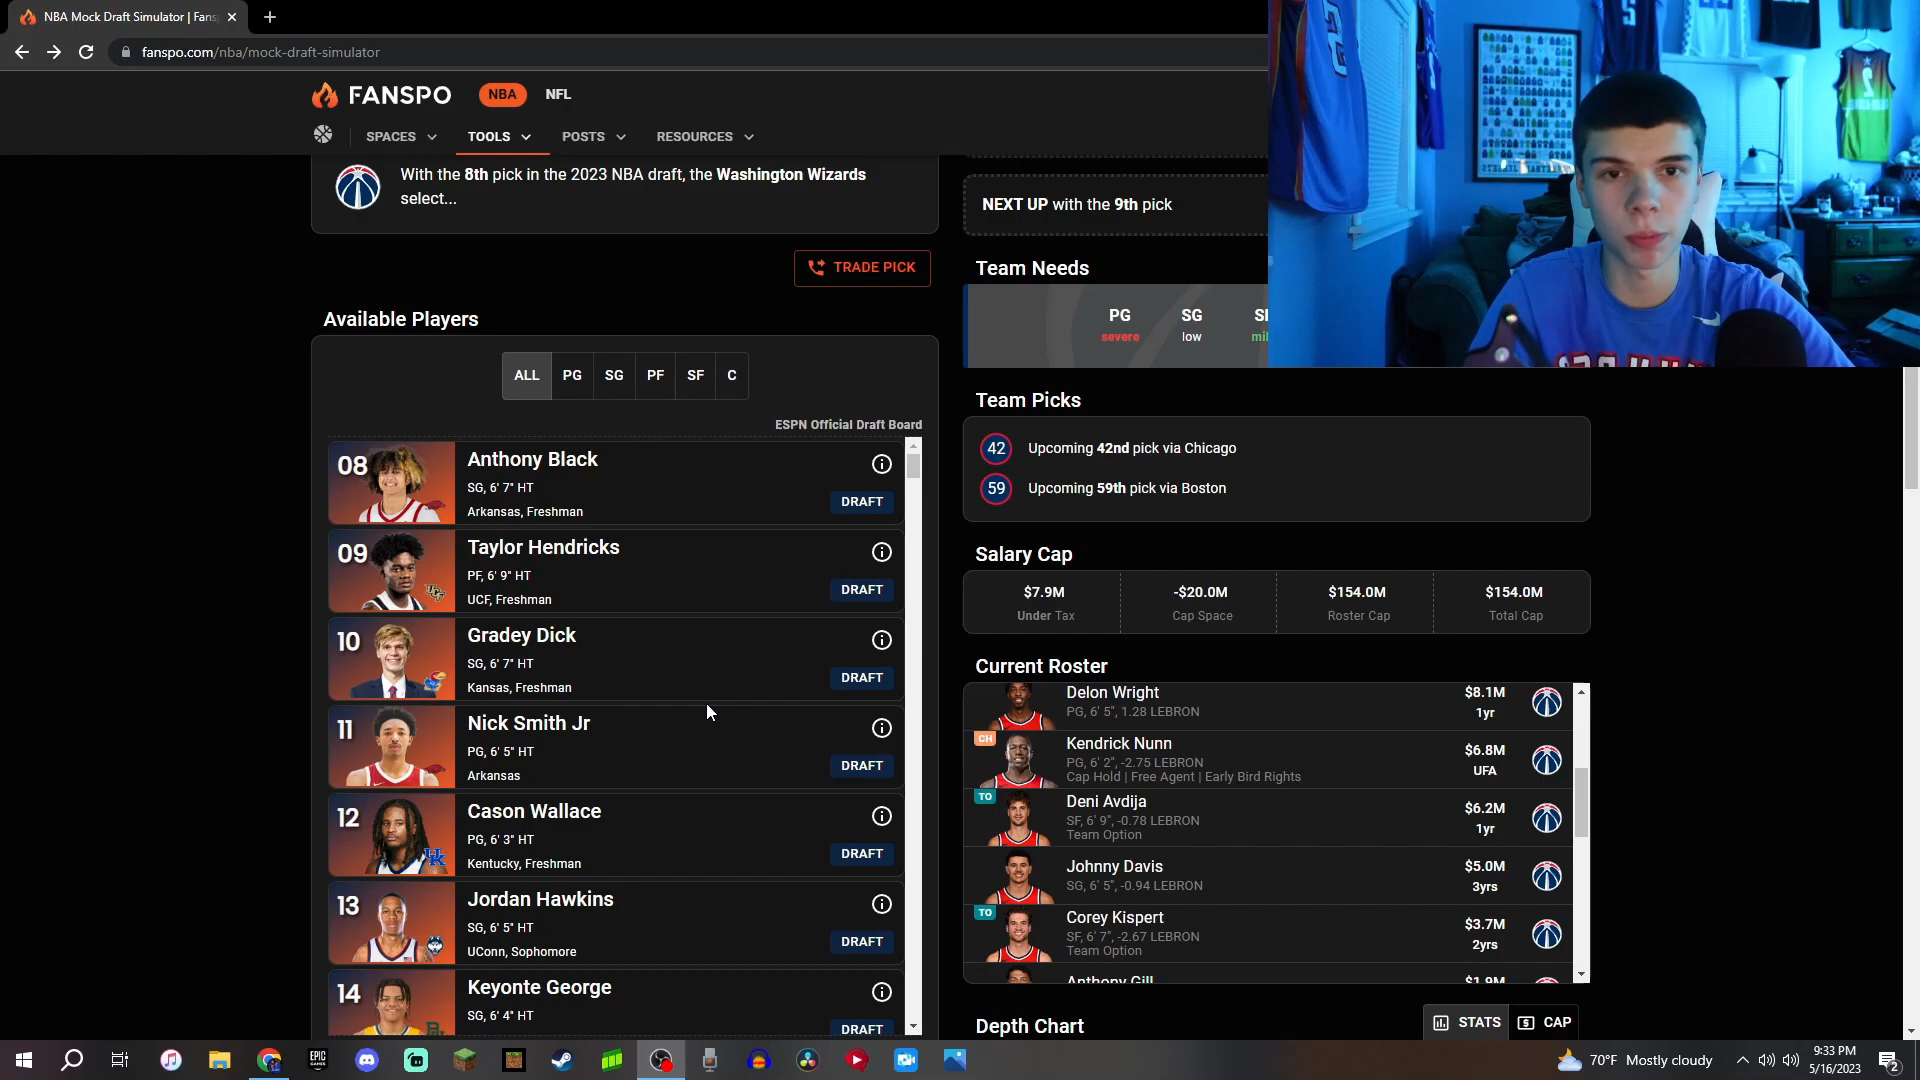 NBA Mock Draft Simulator | Fans
fanspo.com/nba/mock-draft-simulator
FANSPO NBA NFL
SPACES TOOLS POSTS RESOURCES
With the 8th pick in the 2023 NBA draft, the Washington Wizards
select...
TRADE PICK
Available Players
ALL PG SG PF SF C
ESPN Official Draft Board
08 Anthony Black
SG, 6' 7" HT
Arkansas, Freshman
DRAFT
09 Taylor Hendricks
PF, 6' 9" HT
UCF, Freshman
DRAFT
10 Gradey Dick
SG, 6' 7" HT
Kansas, Freshman
DRAFT
11 Nick Smith Jr
PG, 6' 5" HT
Arkansas
DRAFT
12 Cason Wallace
PG, 6' 3" HT
Kentucky, Freshman
DRAFT
13 Jordan Hawkins
SG, 6' 5" HT
UConn, Sophomore
DRAFT
14 Keyonte George
SG, 6' 4" HT
DRAFT
NEXT UP with the 9th pick
Team Needs
PG SG
severe low
Team Picks
42 Upcoming 42nd pick via Chicago
59 Upcoming 59th pick via Boston
Salary Cap
$7.9M -$20.0M $154.0M $154.0M
Under Tax Cap Space Roster Cap Total Cap
Current Roster
Delon Wright $8.1M
PG, 6' 5", 1.28 LEBRON 1yr
CH Kendrick Nunn $6.8M
PG, 6' 2", -2.75 LEBRON UFA
Cap Hold | Free Agent | Early Bird Rights
TO Deni Avdija $6.2M
SF, 6' 9", -0.78 LEBRON 1yr
Team Option
Johnny Davis $5.0M
SG, 6' 5", -0.94 LEBRON 3yrs
TO Corey Kispert $3.7M
SF, 6' 7", -2.67 LEBRON 2yrs
Team Option
Anthony Gill $1.9M
Depth Chart STATS CAP
70°F Mostly cloudy
9:33 PM
5/16/2023
2